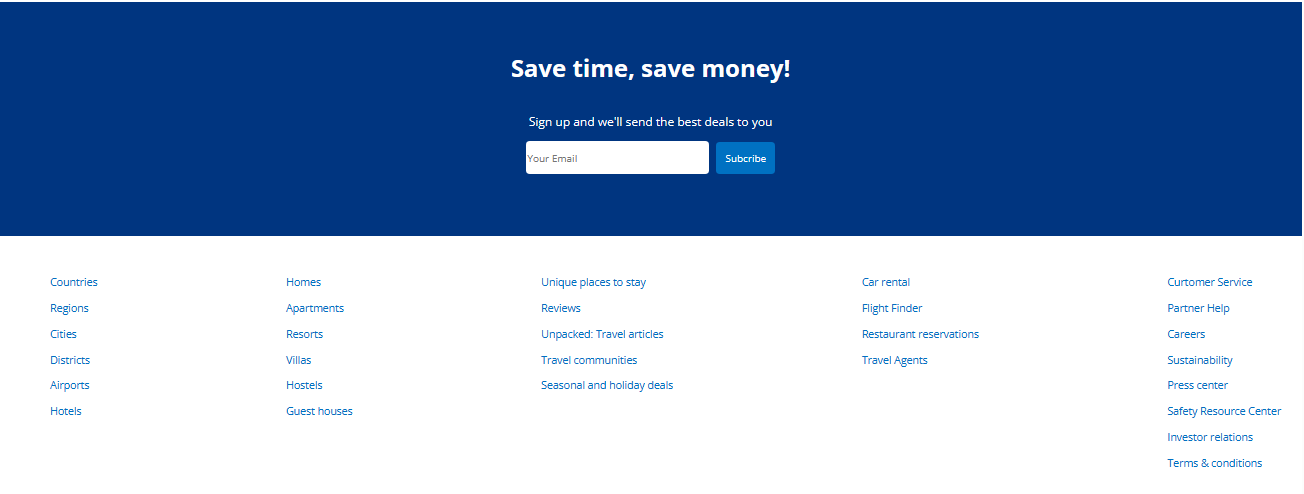 Save time, save money!
Sign up and we'll send the best deals to you
Your Email
Subcribe
Countries
Regions
Cities
Districts
Airports
Hotels
Homes
Apartments
Resorts
Villas
Hostels
Guest houses
Unique places to stay
Reviews
Unpacked: Travel articles
Travel communities
Seasonal and holiday deals
Car rental
Flight Finder
Restaurant reservations
Travel Agents
Curtomer Service
Partner Help
Careers
Sustainability
Press center
Safety Resource Center
Investor relations
Terms & conditions